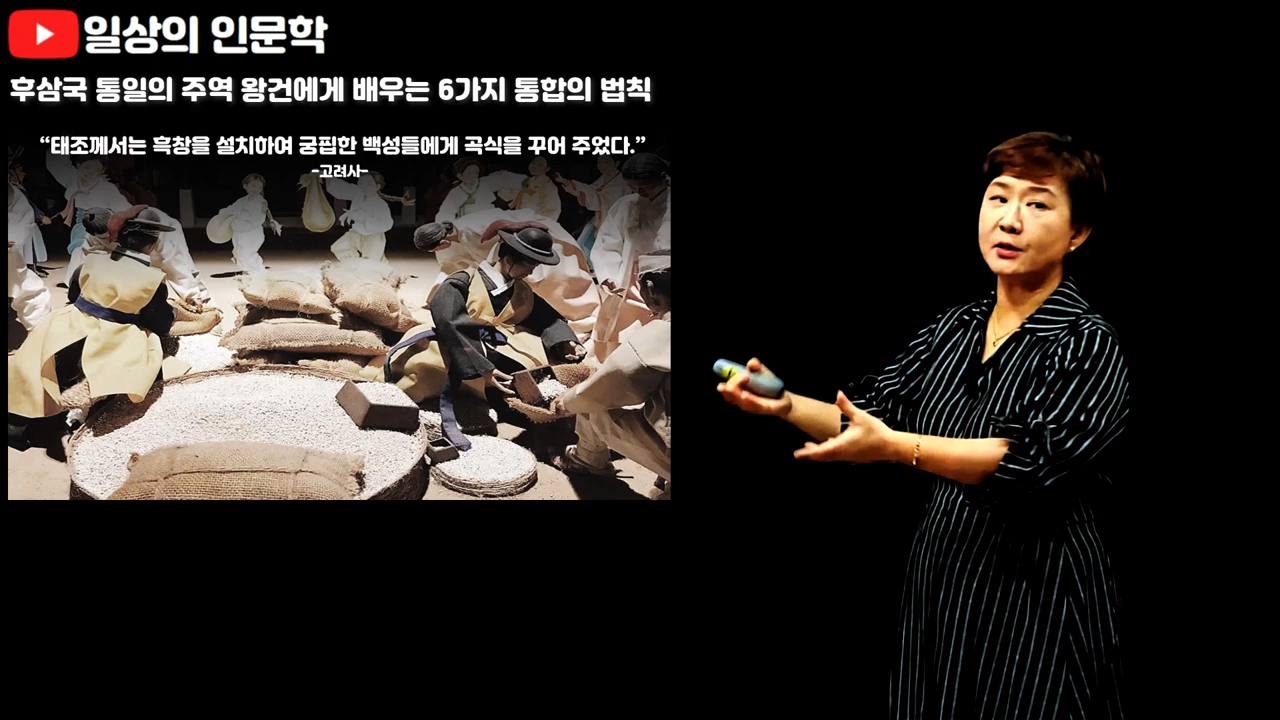 일상의 인문학
후삼국 통일의 주역 왕건에게 배우는 6가지 통합의 법칙
“태조께서는 흑창을 설치하여 궁핍한 백성들에게 곡식을 꾸어 주었다.”
-고려사-